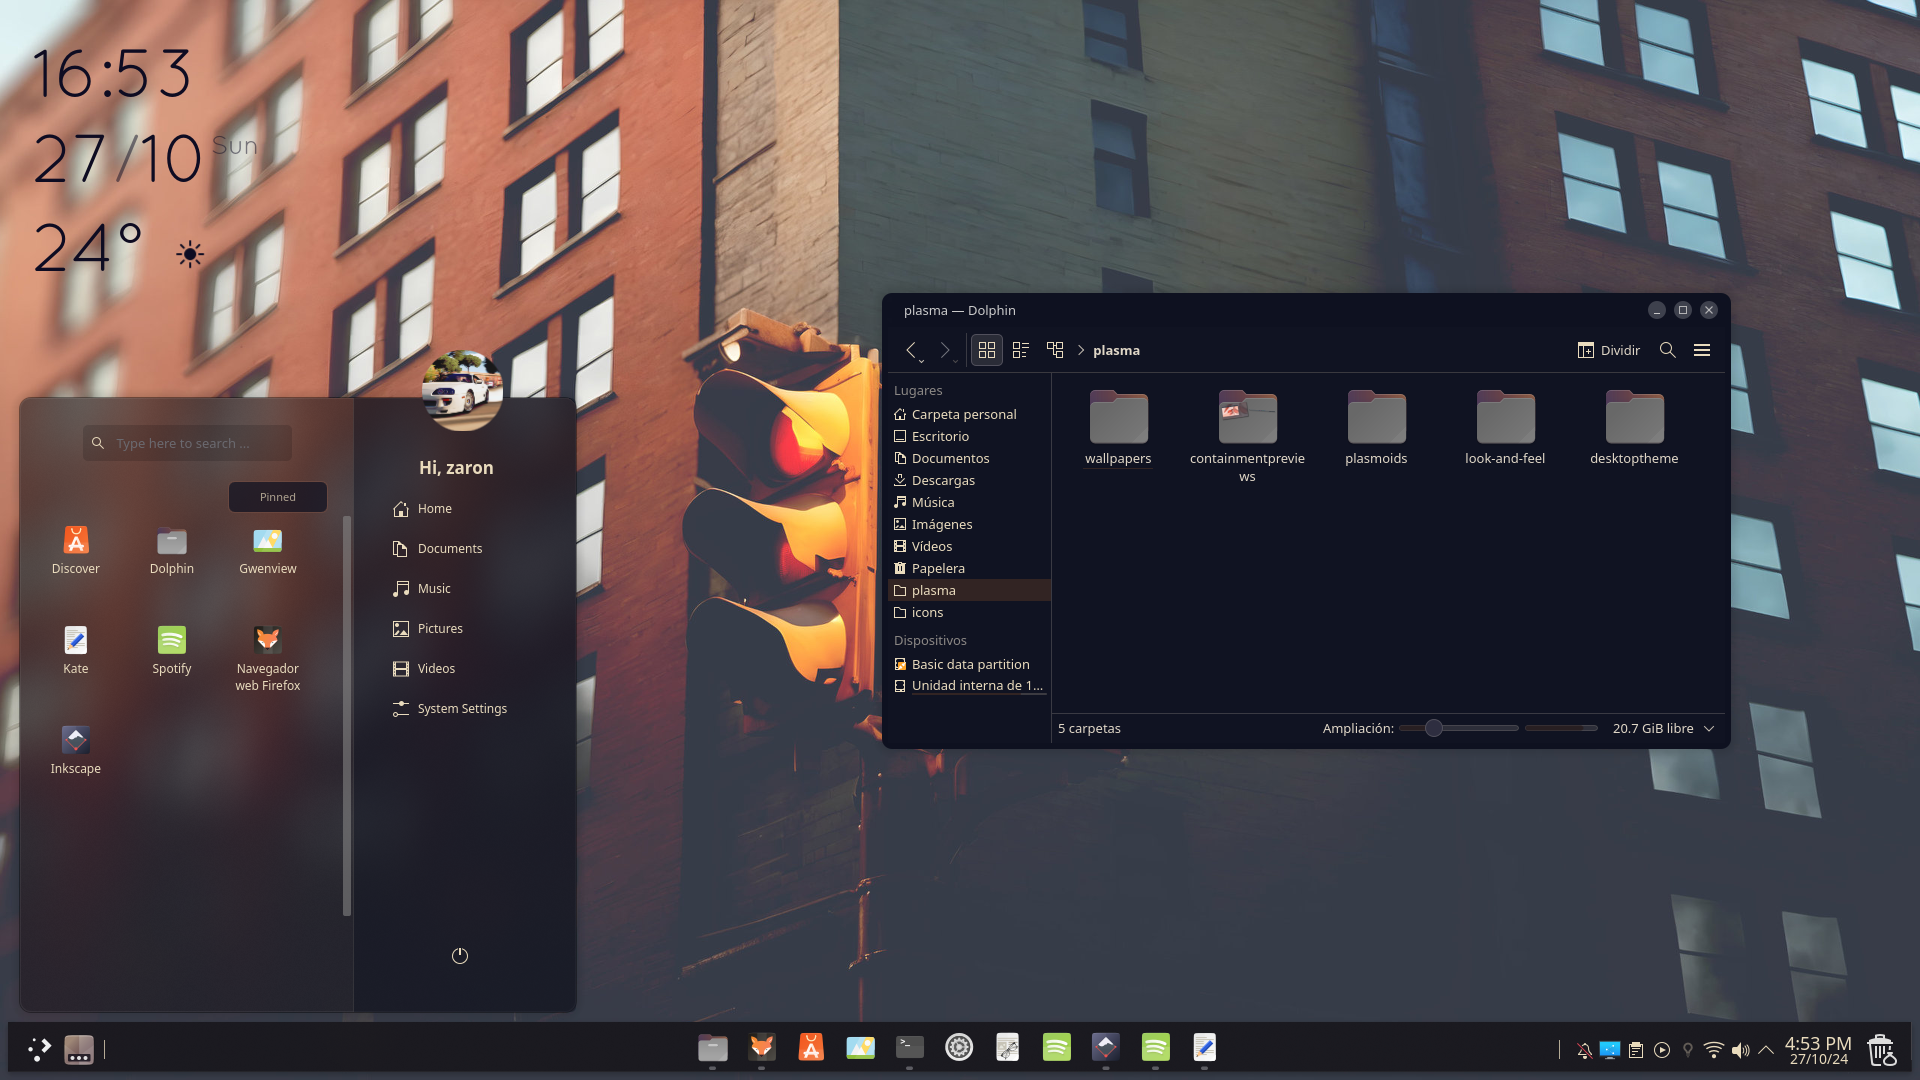 16:53
27/10 Sun
24°
Type here to search ...
Pinned
Discover
Dolphin
Gwenview
Kate
Spotify
Navegador
web Firefox
Inkscape
Hi, zaron
Home
Documents
Music
Pictures
Videos
System Settings
plasma — Dolphin
plasma
Dividir
Lugares
Carpeta personal
Escritorio
Documentos
Descargas
Música
Imágenes
Vídeos
Papelera
plasma
icons
Dispositivos
Basic data partition
Unidad interna de 1...
wallpapers
containmentprevie
ws
plasmoids
look-and-feel
desktoptheme
5 carpetas
Ampliación:
20.7 GiB libre
4:53 PM
27/10/24